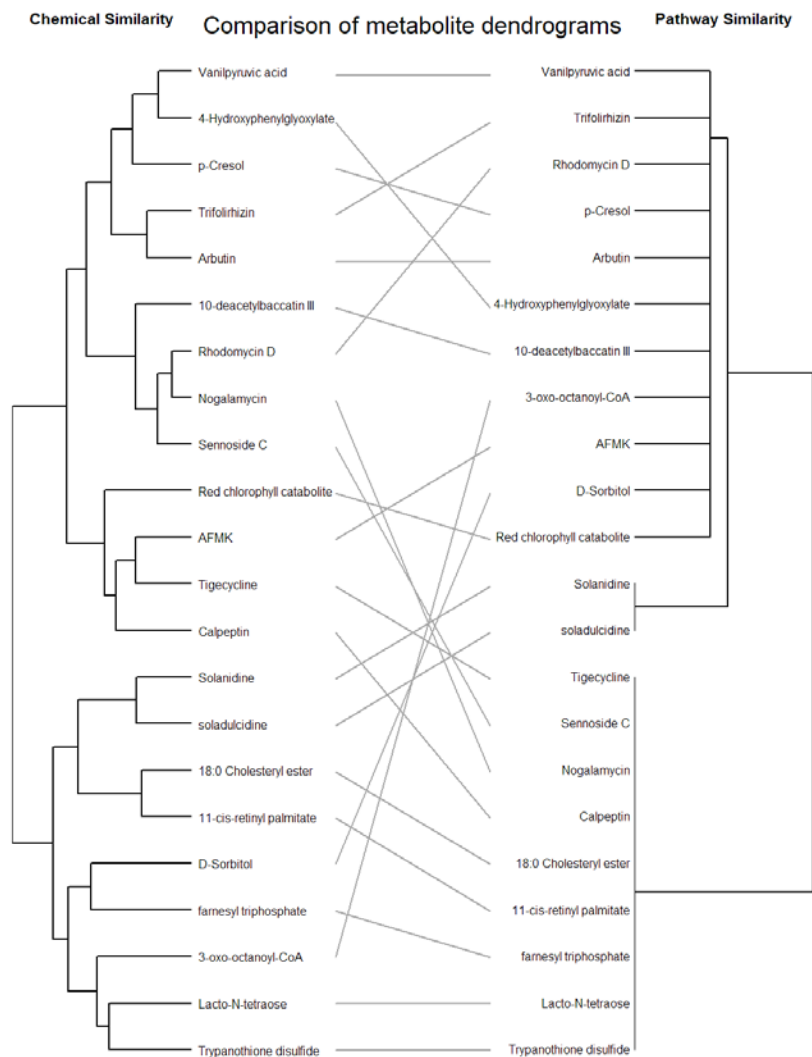 Chemical Similarity
Comparison of metabolite dendrograms
Pathway Similarity
Vanilpyruvic acid
4-Hydroxyphenylglyoxylate
p-Cresol
Trifolirhizin
Arbutin
10-deacetylbaccatin III
Rhodomycin D
Nogalamycin
Sennoside C
Red chlorophyll catabolite
AFMK
Tigecycline
Calpeptin
Solanidine
soladulcidine
18:0 Cholesteryl ester
11-cis-retinyl palmitate
D-Sorbitol
farnesyl triphosphate
3-oxo-octanoyl-CoA
Lacto-N-tetraose
Trypanothione disulfide
Vanilpyruvic acid
Trifolirhizin
Rhodomycin D
p-Cresol
Arbutin
4-Hydroxyphenylglyoxylate
10-deacetylbaccatin III
3-oxo-octanoyl-CoA
AFMK
D-Sorbitol
Red chlorophyll catabolite
Solanidine
soladulcidine
Tigecycline
Sennoside C
Nogalamycin
Calpeptin
18:0 Cholesteryl ester
11-cis-retinyl palmitate
farnesyl triphosphate
Lacto-N-tetraose
Trypanothione disulfide